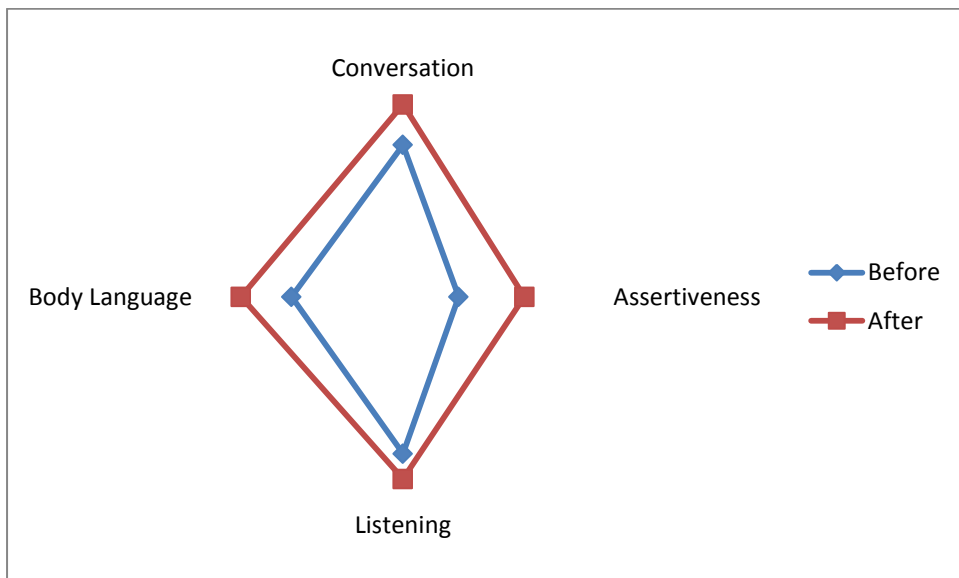 Conversation
Body Language
Assertiveness
Listening
Before
After